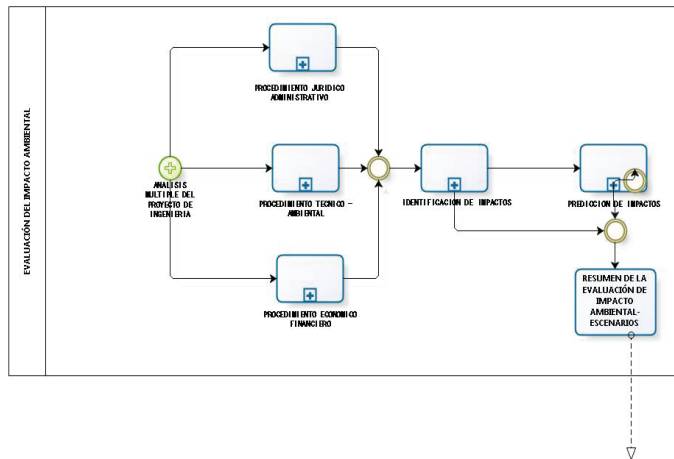 EVALUACIÓN DEL IMPACTO AMBIENTAL
PROCEDIMIENTO JURIDICO
ADMINISTRATIVO
ANALISIS
MULTIPLE DEL
PROYECTO DE
INGENIERIA
PROCEDIMIENTO TECNICO –
AMBIENTAL
IDENTIFICACION DE IMPACTOS
PREDICCION DE IMPACTOS
PROCEDIMIENTO ECONOMICO
FINANCIERO
RESUMEN DE LA
EVALUACIÓN DE
IMPACTO
AMBIENTAL-
ESCENARIOS